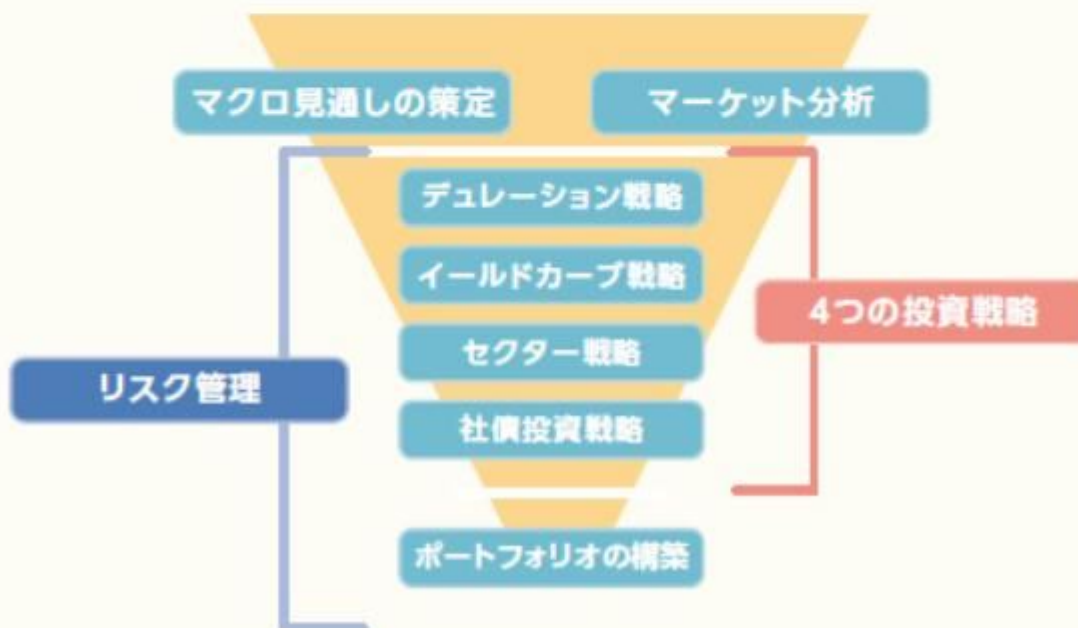 マクロ見通しの策定
マーケット分析
デュレーション戦略
イールドカーブ戦略
4つの投資戦略
セクター戦略
リスク管理
社債投資戦略
ポートフォリオの構築